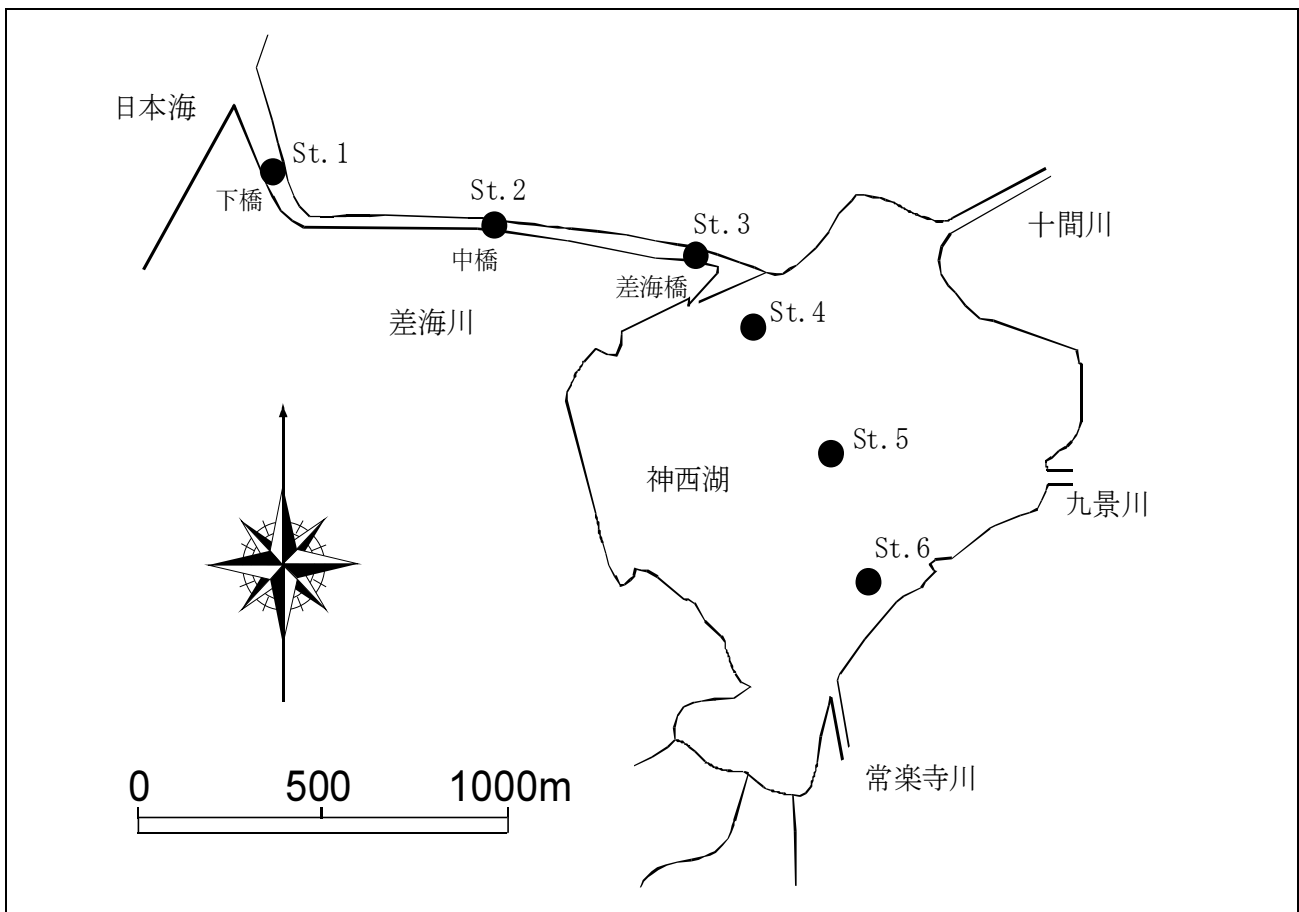 日本海
St.1
下橋
St.2
中橋
St.3
差海橋
十間川
差海川
St.4
St.5
神西湖
九景川
St.6
常楽寺川
0 500 1000m